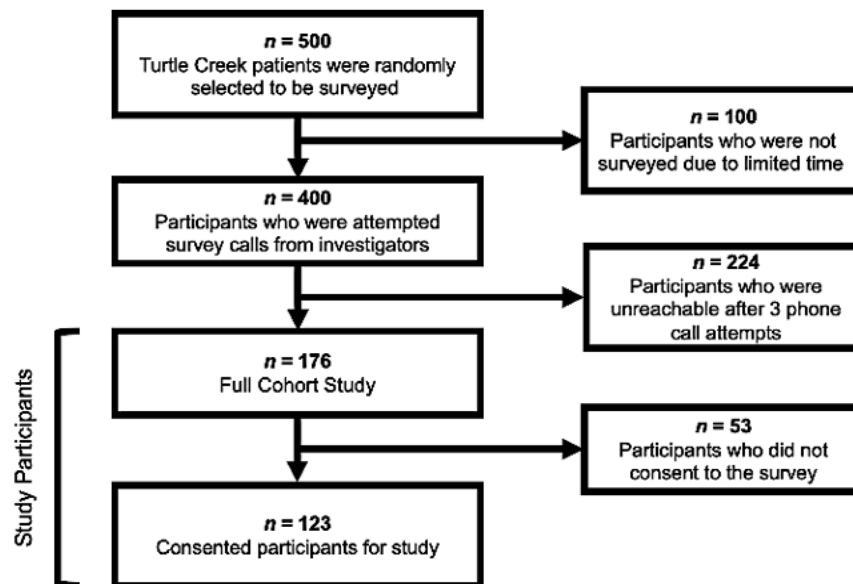 n = 500
Turtle Creek patients were randomly
selected to be surveyed
n = 100
Participants who were not
surveyed due to limited time
n = 400
Participants who were attempted
survey calls from investigators
n = 224
Participants who were
unreachable after 3 phone
call attempts
Study Participants
n = 176
Full Cohort Study
n = 53
Participants who did not
consent to the survey
n = 123
Consented participants for study